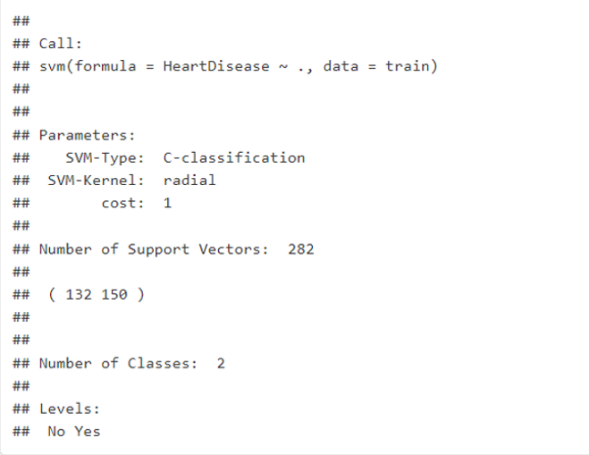 ##
## Call:
## svm(formula = HeartDisease ~ ., data = train)
##
##
## Parameters:
##    SVM-Type:  C-classification
##  SVM-Kernel:  radial
##        cost:  1
##
## Number of Support Vectors:  282
##
##  ( 132 150 )
##
##
## Number of Classes:  2
##
## Levels:
##  No Yes